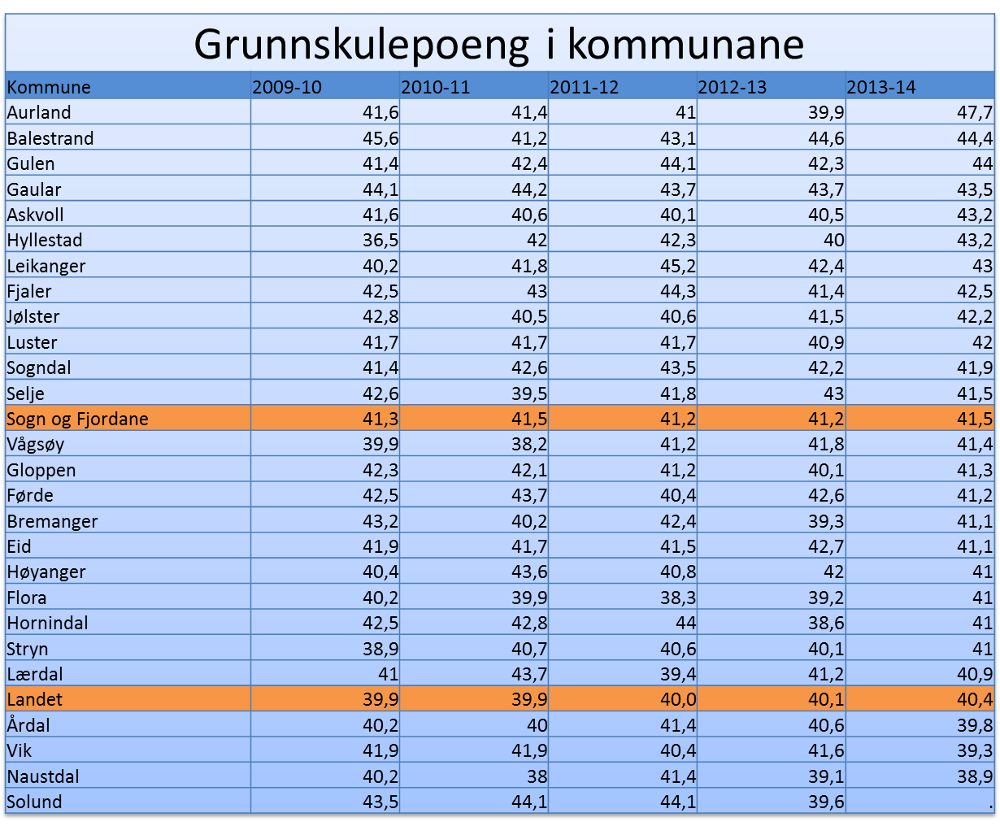 Grunnskulepoeng i kommunane
Kommune 2009-10 2010-11 2011-12 2012-13 2013-14
Aurland 41,6 41,4 41 39,9 47,7
Balestrand 45,6 41,2 43,1 44,6 44,4
Gulen 41,4 42,4 44,1 42,3 44
Gaular 44,1 44,2 43,7 43,7 43,5
Askvoll 41,6 40,6 40,1 40,5 43,2
Hyllestad 36,5 42 42,3 40 43,2
Leikanger 40,2 41,8 45,2 42,4 43
Fjaler 42,5 43 44,3 41,4 42,5
Jølster 42,8 40,5 40,6 41,5 42,2
Luster 41,7 41,7 41,7 40,9 42
Sogndal 41,4 42,6 43,5 42,2 41,9
Selje 42,6 39,5 41,8 43 41,5
Sogn og Fjordane 41,3 41,5 41,2 41,2 41,5
Vågsøy 39,9 38,2 41,2 41,8 41,4
Gloppen 42,3 42,1 41,2 40,1 41,3
Førde 42,5 43,7 40,4 42,6 41,2
Bremanger 43,2 40,2 42,4 39,3 41,1
Eid 41,9 41,7 41,5 42,7 41,1
Høyanger 40,4 43,6 40,8 42 41
Flora 40,2 39,9 38,3 39,2 41
Hornindal 42,5 42,8 44 38,6 41
Stryn 38,9 40,7 40,6 40,1 41
Lærdal 41 43,7 39,4 41,2 40,9
Landet 39,9 39,9 40,0 40,1 40,4
Årdal 40,2 40 41,4 40,6 39,8
Vik 41,9 41,9 40,4 41,6 39,3
Naustdal 40,2 38 41,4 39,1 38,9
Solund 43,5 44,1 44,1 39,6 .